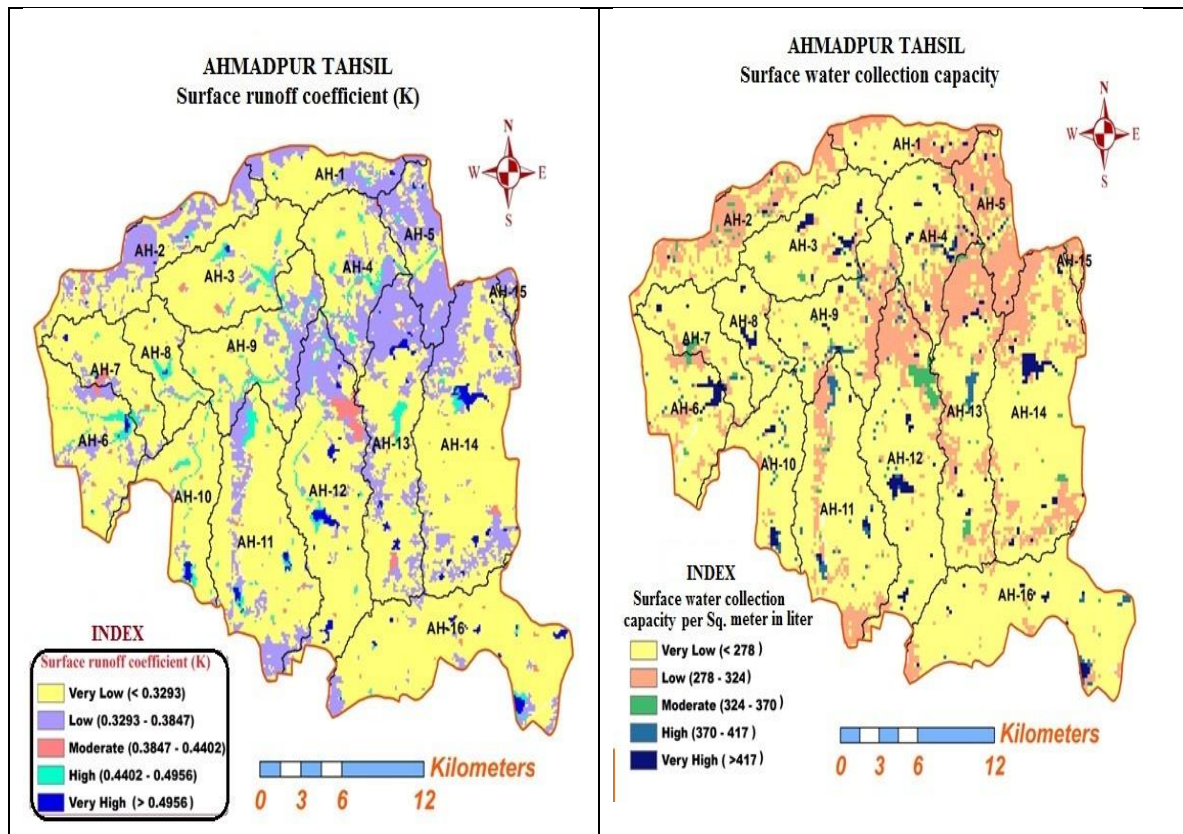 AHMADPUR TAHSIL
Surface runoff coefficient (K)
N
W
E
S
AH-1
AH-2
AH-5
AH-3
AH-4
AH-15
AH-9
AH-8
AH-7
AH-6
AH-13
AH-14
AH-12
AH-10
AH-11
AH-16
INDEX
Surface runoff coefficient (K)
Very Low (< 0.3293)
Low (0.3293 - 0.3847)
Moderate (0.3847 - 0.4402)
High (0.4402 - 0.4956)
Very High (> 0.4956)
Kilometers
0 3 6 12
AHMADPUR TAHSIL
Surface water collection capacity
N
W
E
S
AH-1
AH-2
AH-5
AH-3
AH-4
AH-15
AH-9
AH-8
AH-7
AH-6
AH-13
AH-14
AH-12
AH-10
AH-11
AH-16
INDEX
Surface water collection
capacity per Sq. meter in liter
Very Low (< 278 )
Low (278 - 324)
Moderate (324 - 370)
High (370 - 417)
Very High ( >417)
Kilometers
0 3 6 12